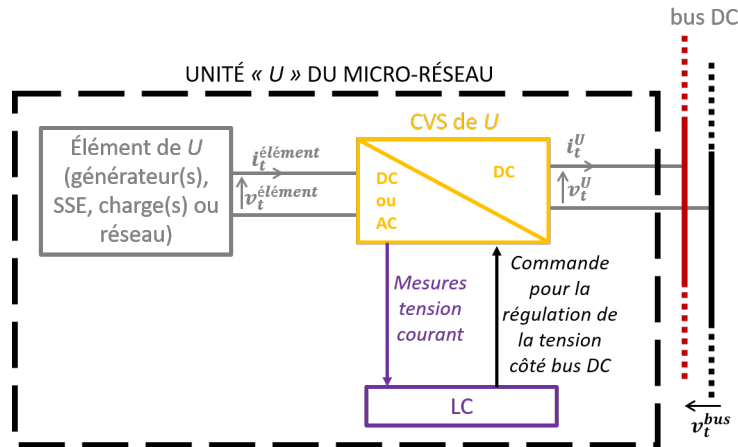 bus DC
UNITÉ « U » DU MICRO-RÉSEAU
Élément de U
(générateur(s),
SSE, charge(s) ou
réseau)
i_t^élément
v_t^élément
CVS de U
DC
ou
AC
DC
i_t^U
v_t^U
Mesures
tension
courant
Commande
pour la
régulation de
la tension
côté bus DC
LC
v_t^bus